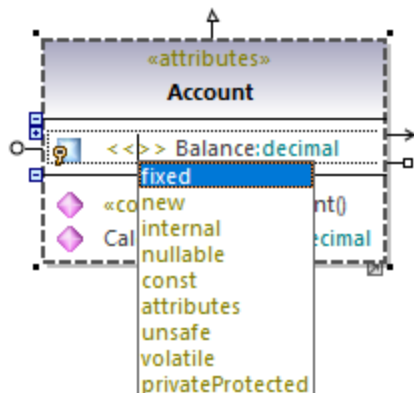 «attributes»
Account
<<>> Balance:decimal
fixed
new
internal
nullable
const
attributes
unsafe
volatile
privateProtected